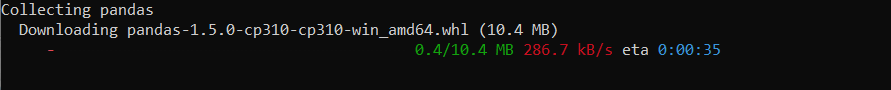 Collecting pandas
Downloading pandas-1.5.0-cp310-cp310-win_amd64.whl (10.4 MB)
- 0.4/10.4 MB 286.7 kB/s eta 0:00:35